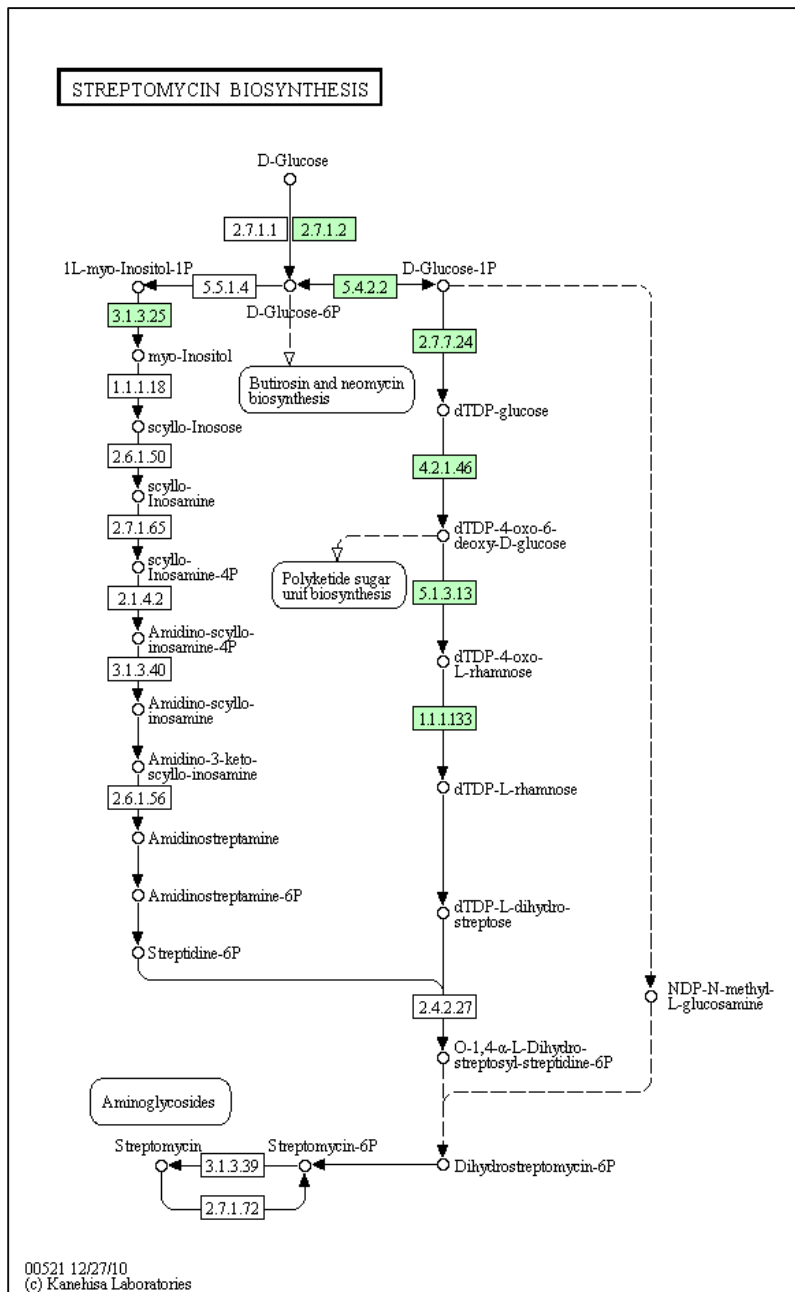 STREPTOMYCIN BIOSYNTHESIS
D-Glucose
2.7.1.1
2.7.1.2
1L-myo-Inositol-1P
5.5.1.4
5.4.2.2
D-Glucose-1P
D-Glucose-6P
3.1.3.25
2.7.7.24
myo-Inositol
Butirosin and neomycin
biosynthesis
1.1.1.18
dTDP-glucose
scyllo-Inosose
2.6.1.50
4.2.1.46
scyllo-
Inosamine
2.7.1.65
dTDP-4-oxo-6-
deoxy-D-glucose
scyllo-
Inosamine-4P
Polyketide sugar
unit biosynthesis
2.1.4.2
5.1.3.13
Amidino-scyllo-
inosamine-4P
3.1.3.40
dTDP-4-oxo-
L-rhamnose
Amidino-scyllo-
inosamine
1.1.1.133
Amidino-3-keto-
scyllo-inosamine
2.6.1.56
dTDP-L-rhamnose
Amidinostreptamine
Amidinostreptamine-6P
dTDP-L-dihydro-
streptose
Streptidine-6P
2.4.2.27
NDP-N-methyl-
L-glucosamine
O-1,4-α-L-Dihydro-
streptosyl-streptidine-6P
Aminoglycosides
Streptomycin
Streptomycin-6P
3.1.3.39
Dihydrostreptomycin-6P
2.7.1.72
00521 12/27/10
(c) Kanehisa Laboratories